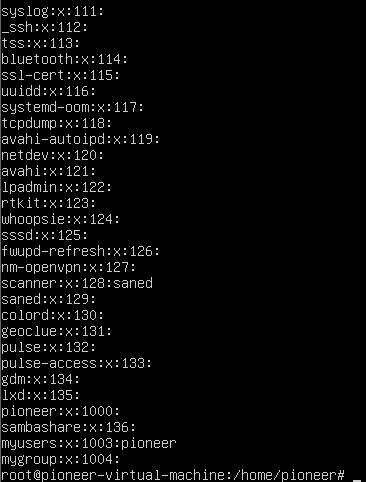 syslog:x:111:
_ssh:x:112:
tss:x:113:
bluetooth:x:114:
ssl-cert:x:115:
uuidd:x:116:
systemd-oom:x:117:
tcpdump:x:118:
avahi-autoipd:x:119:
netdev:x:120:
avahi:x:121:
lpadmin:x:122:
rtkit:x:123:
whoopsie:x:124:
sssd:x:125:
fwupd-refresh:x:126:
nm-openvpn:x:127:
scanner:x:128:saned
saned:x:129:
colord:x:130:
geoclue:x:131:
pulse:x:132:
pulse-access:x:133:
gdm:x:134:
lxd:x:135:
pioneer:x:1000:
sambashare:x:136:
myusers:x:1003:pioneer
mygroup:x:1004:
root@pioneer-virtual-machine:/home/pioneer# _